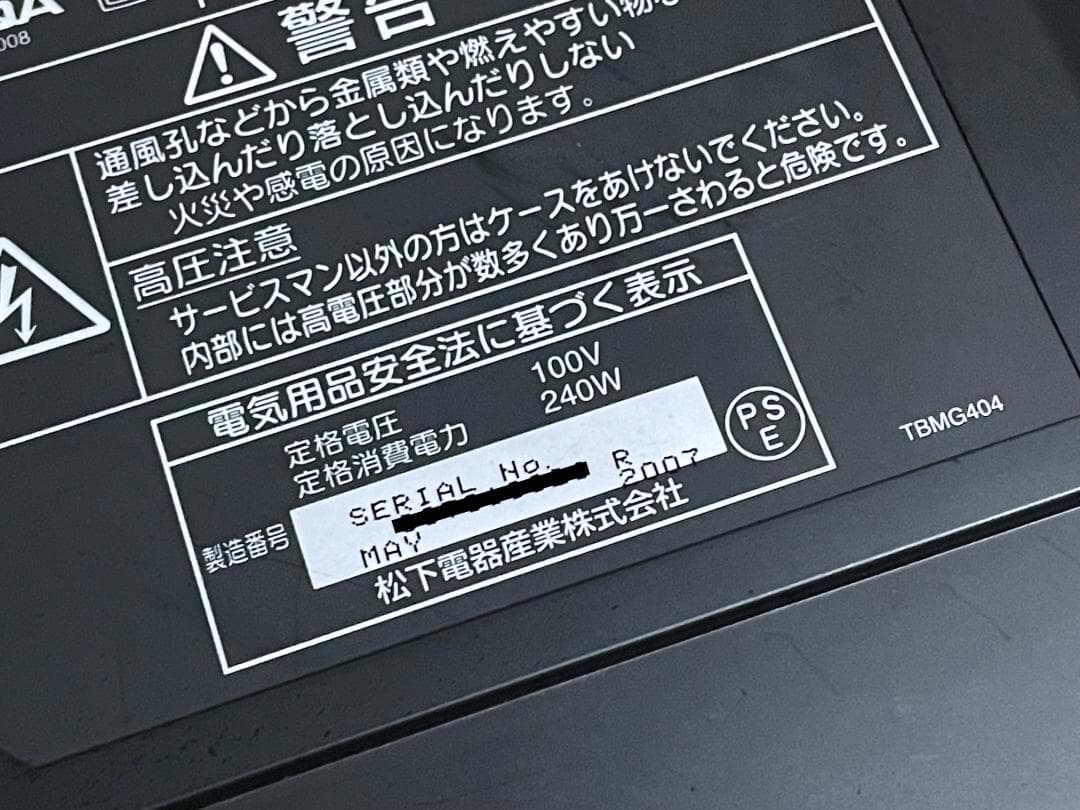 008
警告
通風孔などから金属類や燃えやすい物な
差し込んだり落とし込んだりしない
火災や感電の原因になります。
高圧注意
サービスマン以外の方はケースをあけないでください。
内部には高電圧部分が数多くあり万一さわると危険です。
電気用品安全法に基づく表示
定格電圧 100V
定格消費電力 240W
製造番号
SERIAL No. R
MAY 2007
PSE
松下電器産業株式会社
TBMG404